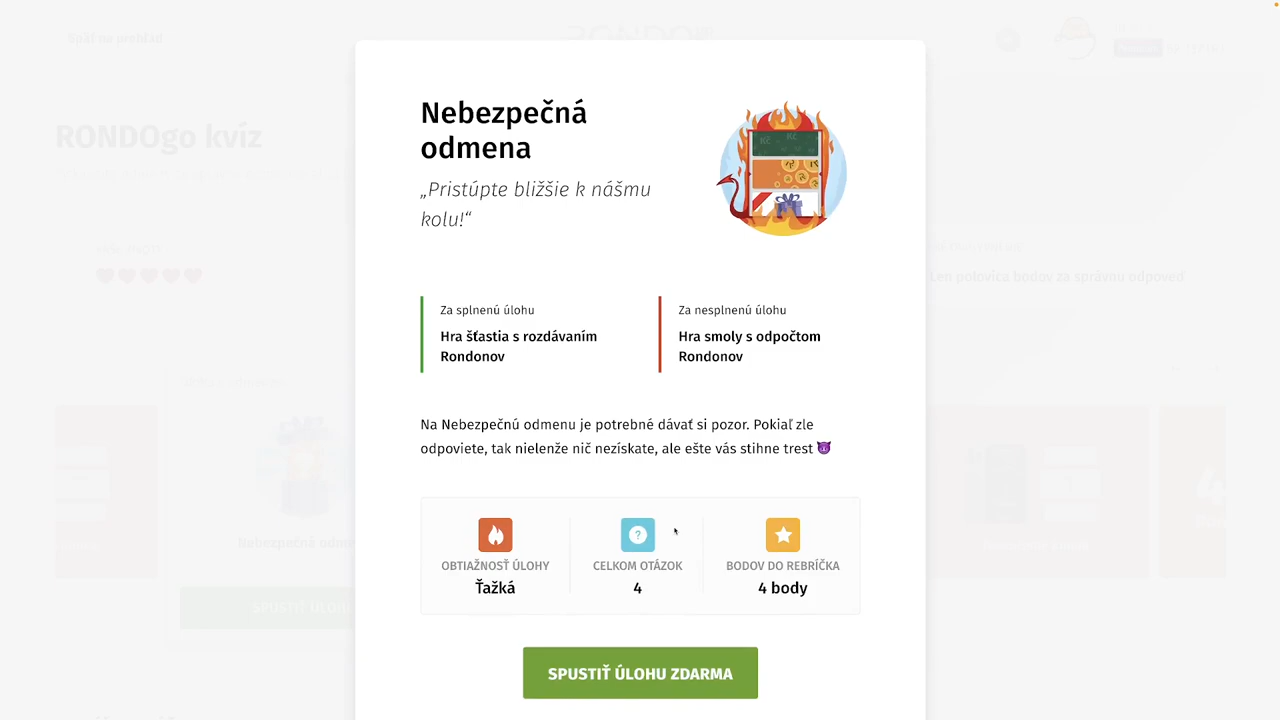 Späť na prehľad
RONDO
RONDOgo kvíz
Nebezpečná
odmena
„Pristúpte bližšie k nášmu
kolu!“
Len polovica bodov za správnu odpoveď
Za splnenú úlohu
Hra šťastia s rozdávaním
Rondonov
Za nesplnenú úlohu
Hra smoly s odpočtom
Rondonov
Na Nebezpečnú odmenu je potrebné dávať si pozor. Pokiaľ zle
odpoviete, tak nielenže nič nezískate, ale ešte vás stihne trest 😈
OBTIAŽNOSŤ ÚLOHY
Ťažká
CELKOM OTÁZOK
4
BODOV DO REBRÍČKA
4 body
Nebezpečná
SPUSTIŤ ÚLOHU ZDARMA